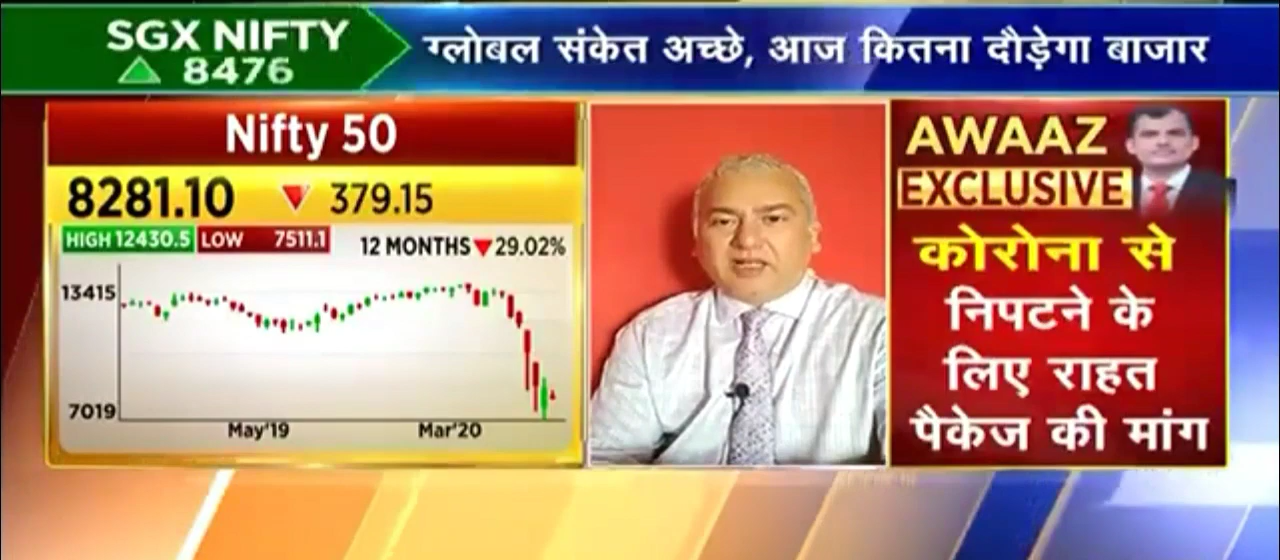 SGX NIFTY
8476
ग्लोबल संकेत अच्छे, आज कितना दौड़ेगा बाजार
Nifty 50
8281.10 379.15
HIGH 12430.5 LOW 7511.1 12 MONTHS 29.02%
13415
7019
May'19 Mar'20
AWAAZ
EXCLUSIVE
कोरोना से
निपटने के
लिए राहत
पैकेज की मांग